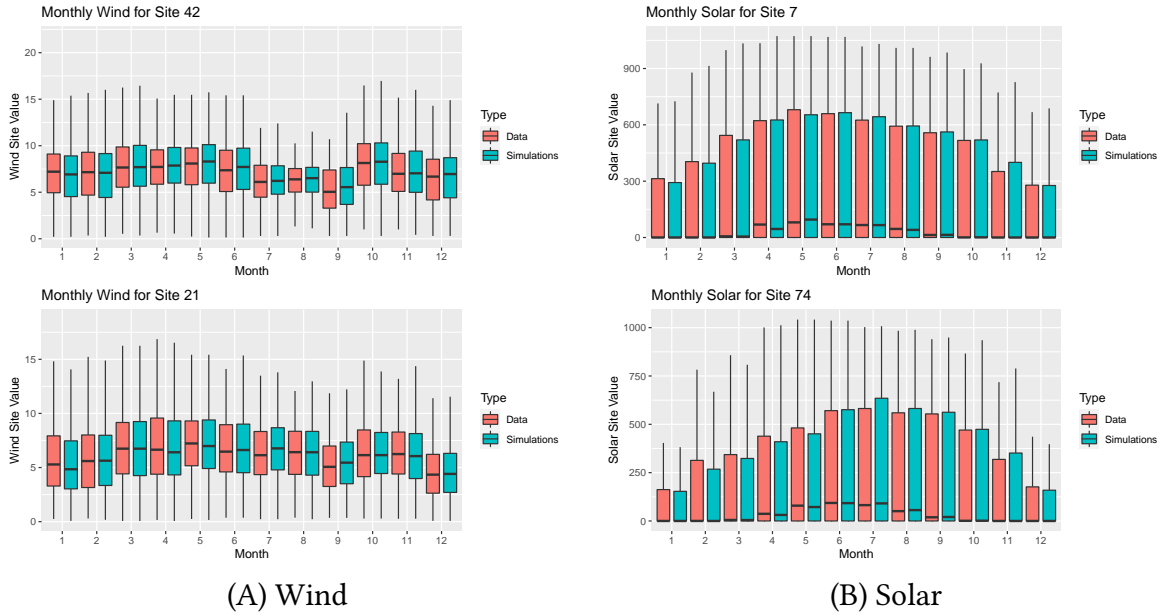 Monthly Wind for Site 42
Wind Site Value
20
15
10
5
0
1 2 3 4 5 6 7 8 9 10 11 12
Month
Type
Data
Simulations
Monthly Solar for Site 7
Solar Site Value
900
600
300
0
1 2 3 4 5 6 7 8 9 10 11 12
Month
Type
Data
Simulations
Monthly Wind for Site 21
Wind Site Value
15
10
5
0
1 2 3 4 5 6 7 8 9 10 11 12
Month
Type
Data
Simulations
Monthly Solar for Site 74
Solar Site Value
1000
750
500
250
0
1 2 3 4 5 6 7 8 9 10 11 12
Month
Type
Data
Simulations
(A) Wind
(B) Solar